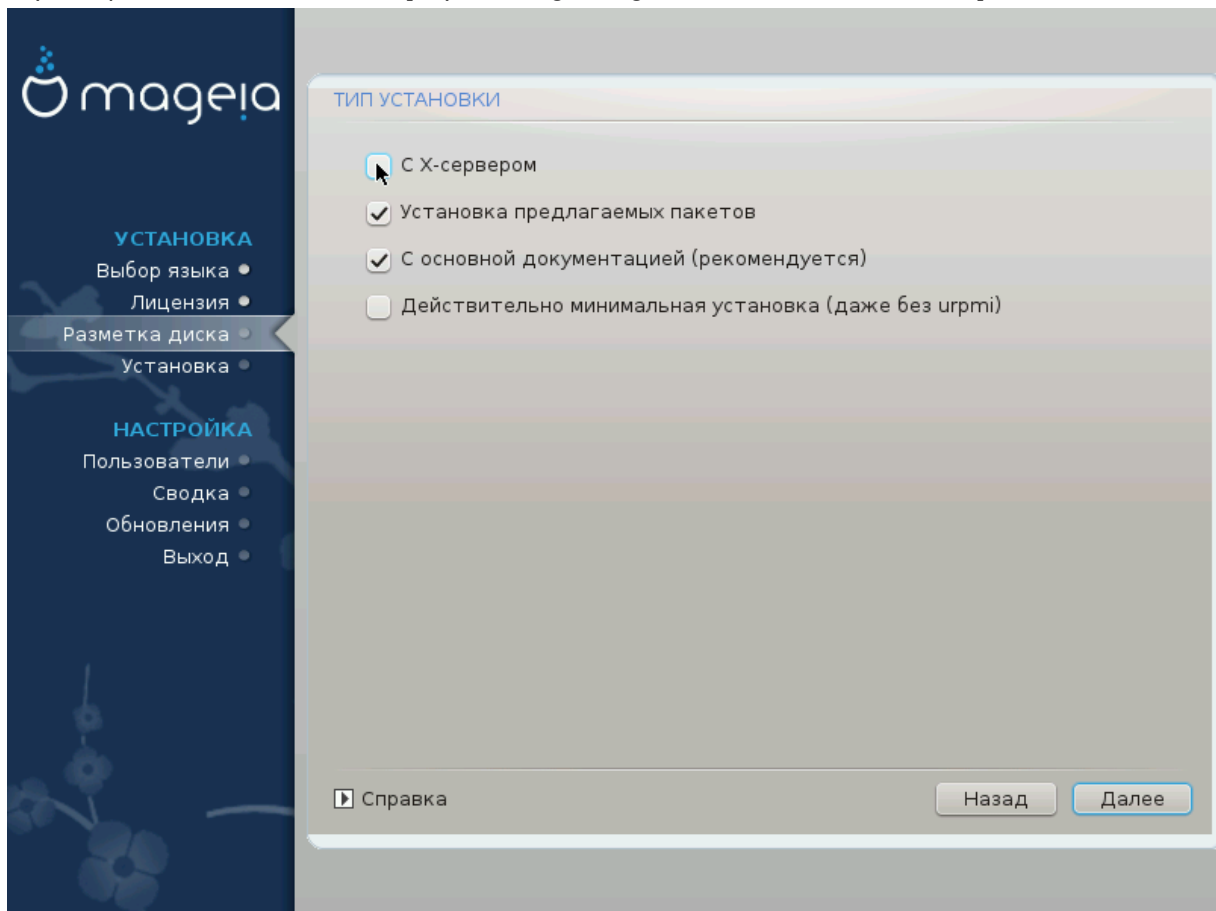 mageia
ТИП УСТАНОВКИ
С X-сервером
Установка предлагаемых пакетов
С основной документацией (рекомендуется)
Действительно минимальная установка (даже без urpmi)
УСТАНОВКА
Выбор языка
Лицензия
Разметка диска
Установка
НАСТРОЙКА
Пользователи
Сводка
Обновления
Выход
Справка
Назад
Далее